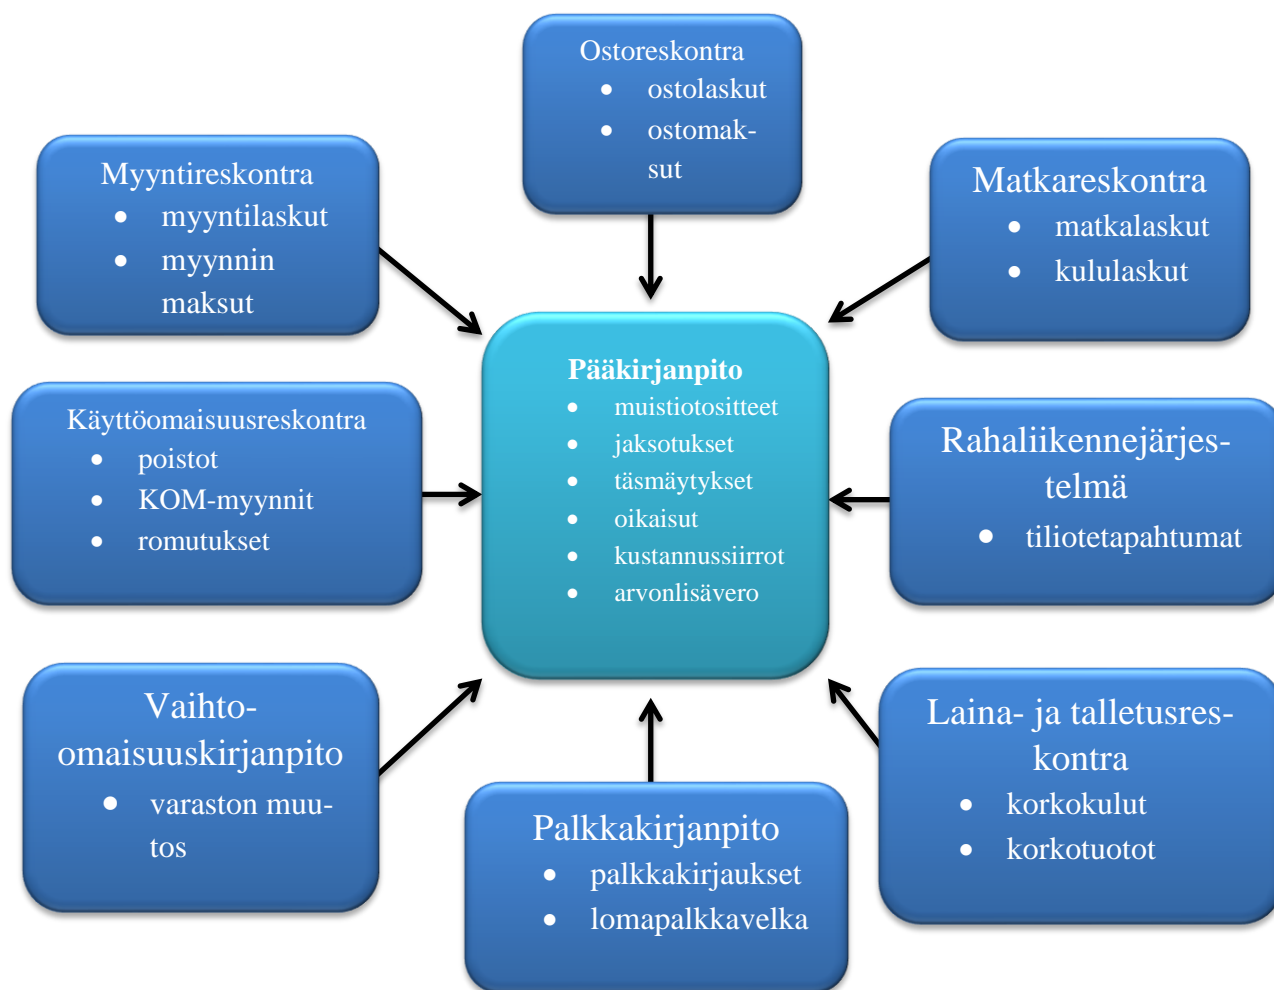 Ostoreskontra
• ostolaskut
• ostomak-
sut
Myyntireskontra
• myyntilaskut
• myynnin
maksut
Matkareskontra
• matkalaskut
• kululaskut
Pääkirjanpito
• muistiotositteet
• jaksotukset
• täsmäytykset
• oikaisut
• kustannussiirrot
• arvonlisävero
Käyttöomaisuusreskontra
• poistot
• KOM-myynnit
• romutukset
Rahaliikennejärjes-
telmä
• tiliotetapahtumat
Vaihto-
omaisuuskirjanpito
• varaston muu-
tos
Palkkakirjanpito
• palkkakirjaukset
• lomapalkkavelka
Laina- ja talletusres-
kontra
• korkokulut
• korkotuotot